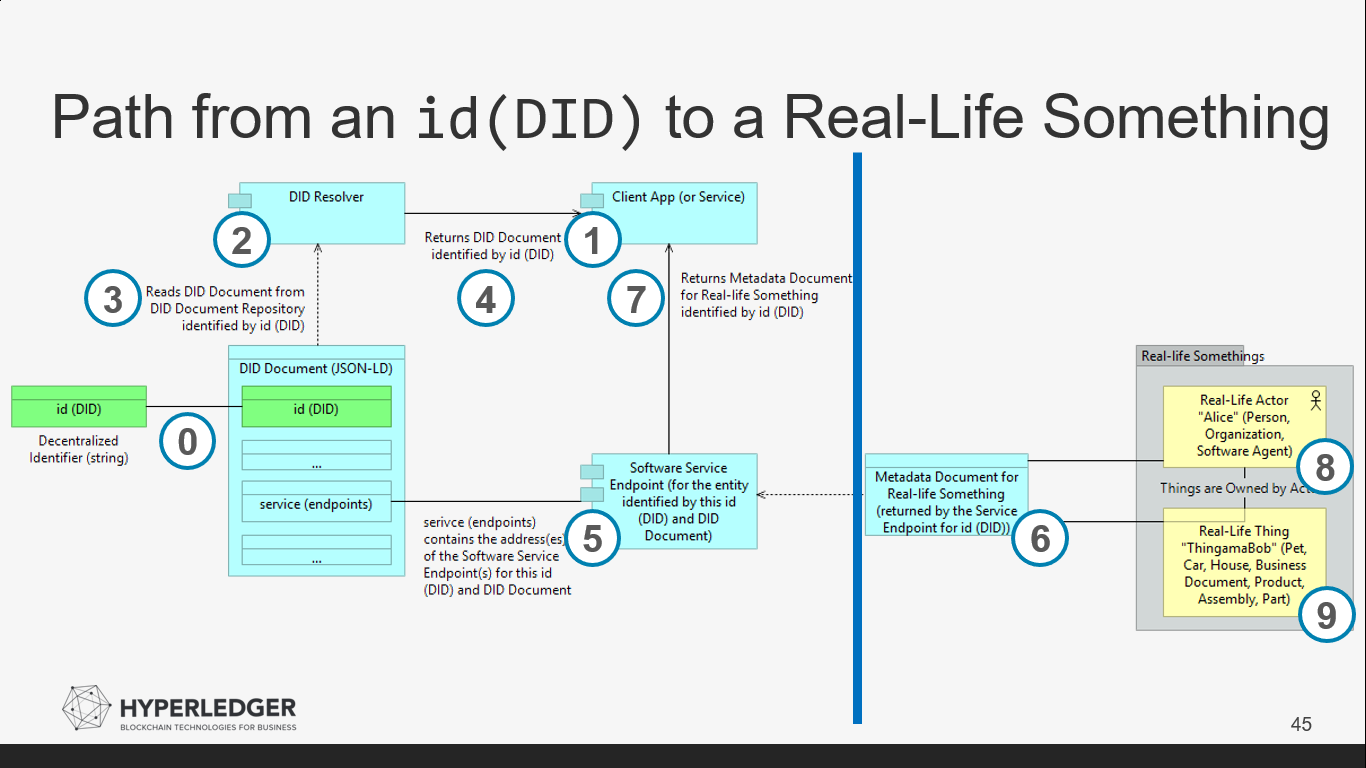 Path from an id(DID) to a Real-Life Something
DID Resolver
Client App (or Service)
2
1
Returns DID Document
identified by id (DID)
3
Reads DID Document from
DID Document Repository
identified by id (DID)
4
7
Returns Metadata Document
for Real-life Something
identified by id (DID)
DID Document (JSON-LD)
id (DID)
id (DID)
0
Decentralized
Identifier (string)
...
service (endpoints)
...
serivce (endpoints)
contains the address(es)
of the Software Service
Endpoint(s) for this id
(DID) and DID Document
5
Software Service
Endpoint (for the entity
identified by this id
(DID) and DID
Document)
Metadata Document for
Real-life Something
(returned by the Service
Endpoint for id (DID))
6
Real-life Somethings
Real-Life Actor
"Alice" (Person,
Organization,
Software Agent)
8
Things are Owned by
Real-Life Thing
"ThingamaBob" (Pet,
Car, House, Business
Document, Product,
Assembly, Part)
9
HYPERLEDGER
BLOCKCHAIN TECHNOLOGIES FOR BUSINESS
45